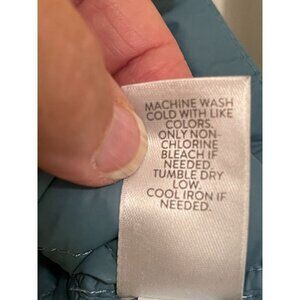 MACHINE WASH
COLD WITH LIKE
COLORS.
ONLY NON-
CHLORINE
BLEACH IF
NEEDED.
TUMBLE DRY
LOW.
COOL IRON IF
NEEDED.